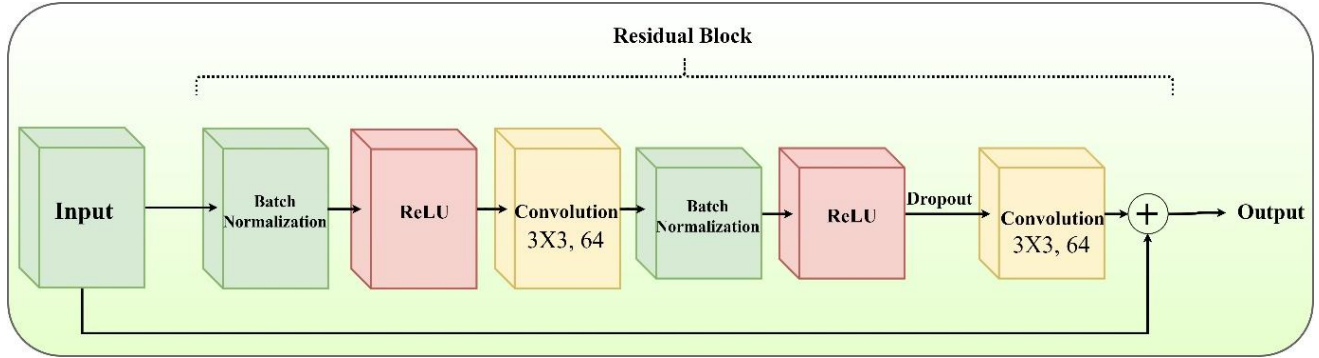 Residual Block
Input
Batch
Normalization
ReLU
Convolution
3X3, 64
Batch
Normalization
ReLU
Dropout
Convolution
3X3, 64
+
Output